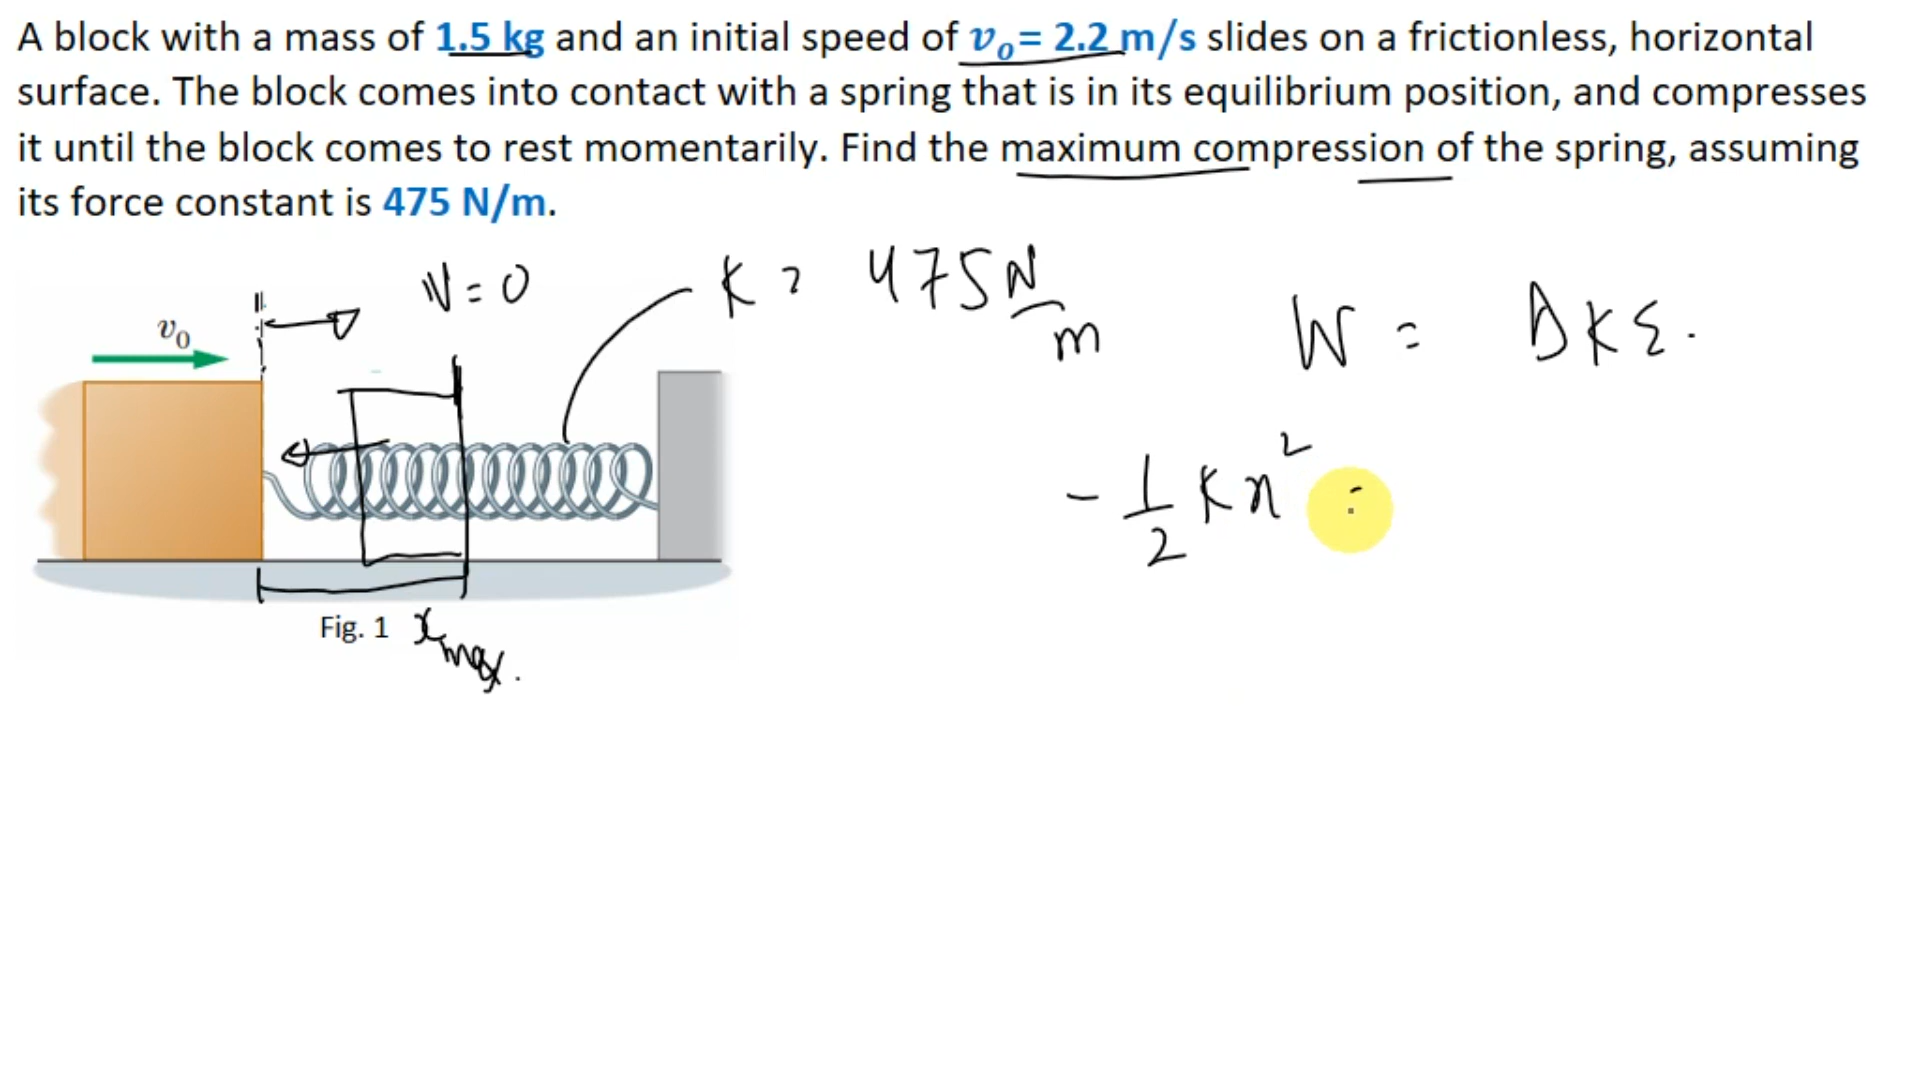 A block with a mass of 1.5 kg and an initial speed of v₀= 2.2 m/s slides on a frictionless, horizontal
surface. The block comes into contact with a spring that is in its equilibrium position, and compresses
it until the block comes to rest momentarily. Find the maximum compression of the spring, assuming
its force constant is 475 N/m.
V=0
K = 475 N/m
v₀
W = ΔKE.
-1/2 Kx² =
Fig. 1
xmax.